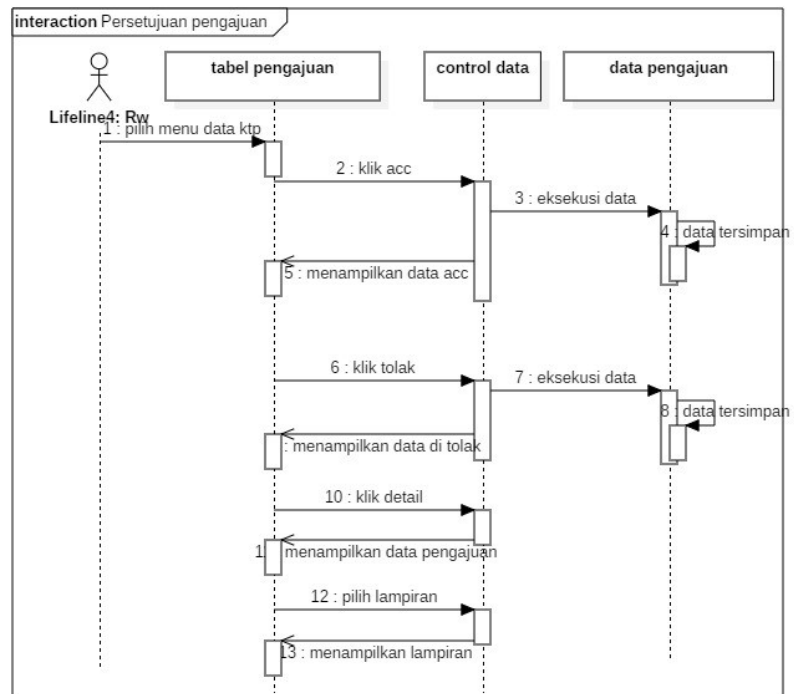 interaction Persetujuan pengajuan
tabel pengajuan
control data
data pengajuan
Lifeline4: Rw
1 : pilih menu data ktp
2 : klik acc
3 : eksekusi data
4 : data tersimpan
5 : menampilkan data acc
6 : klik tolak
7 : eksekusi data
8 : data tersimpan
: menampilkan data di tolak
10 : klik detail
1 menampilkan data pengajuan
12 : pilih lampiran
13 : menampilkan lampiran